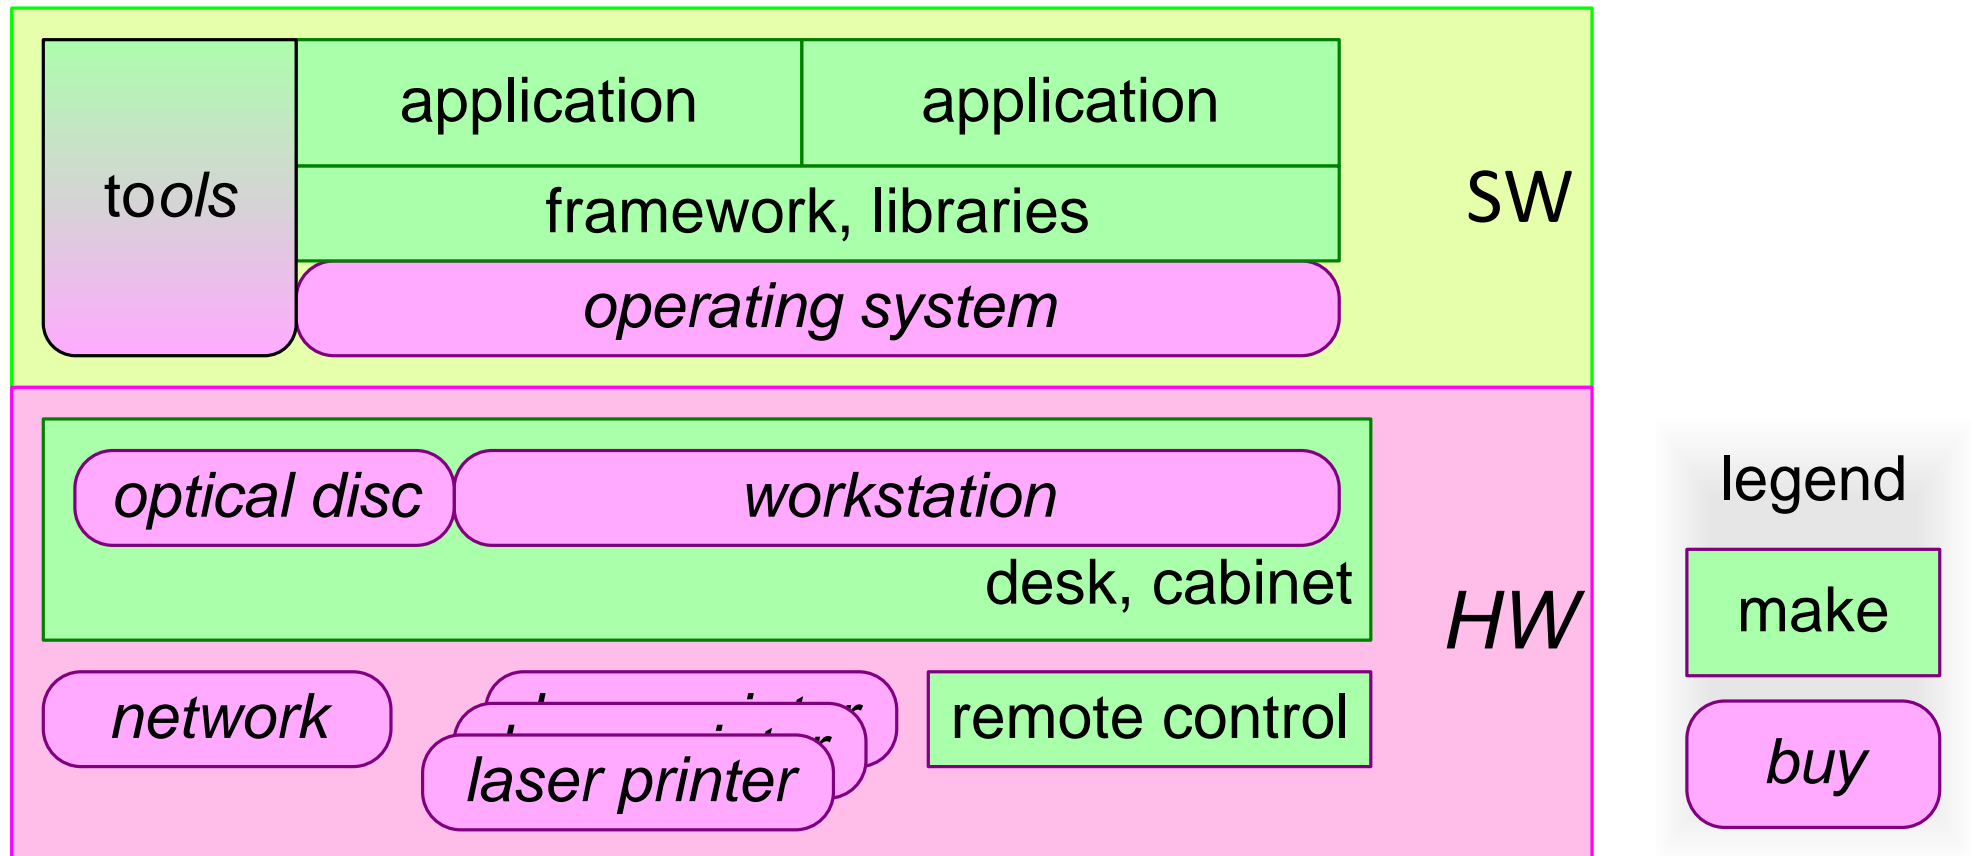 application
application
tools
framework, libraries
SW
operating system
optical disc
workstation
desk, cabinet
HW
network
laser printer
remote control
legend
make
buy